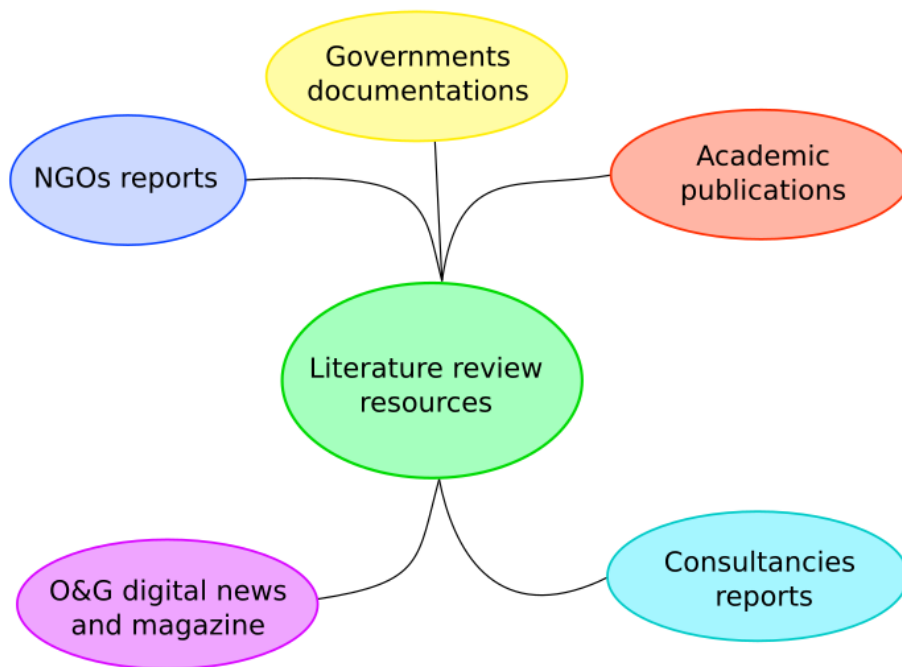 Governments
documentations
NGOs reports
Academic
publications
Literature review
resources
O&G digital news
and magazine
Consultancies
reports